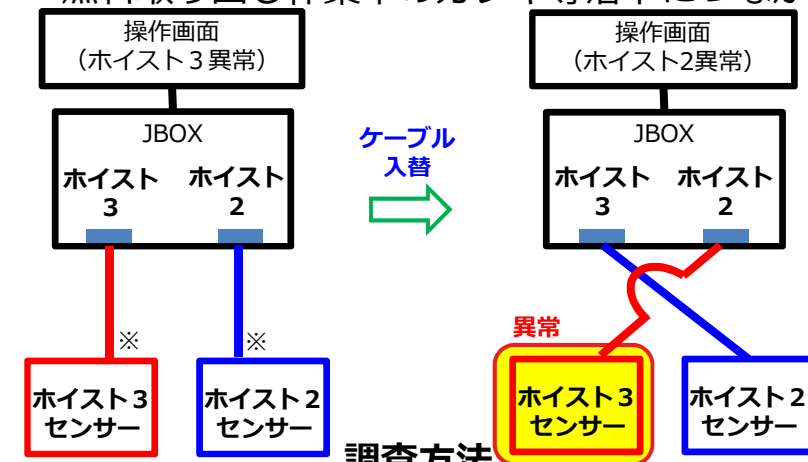 操作画面
（ホイスト３異常）
JBOX
ホイスト
3
ホイスト
2
※
※
ホイスト３
センサー
ホイスト２
センサー
ケーブル
入替
操作画面
（ホイスト2異常）
JBOX
ホイスト
3
ホイスト
2
異常
ホイスト３
センサー
ホイスト２
センサー